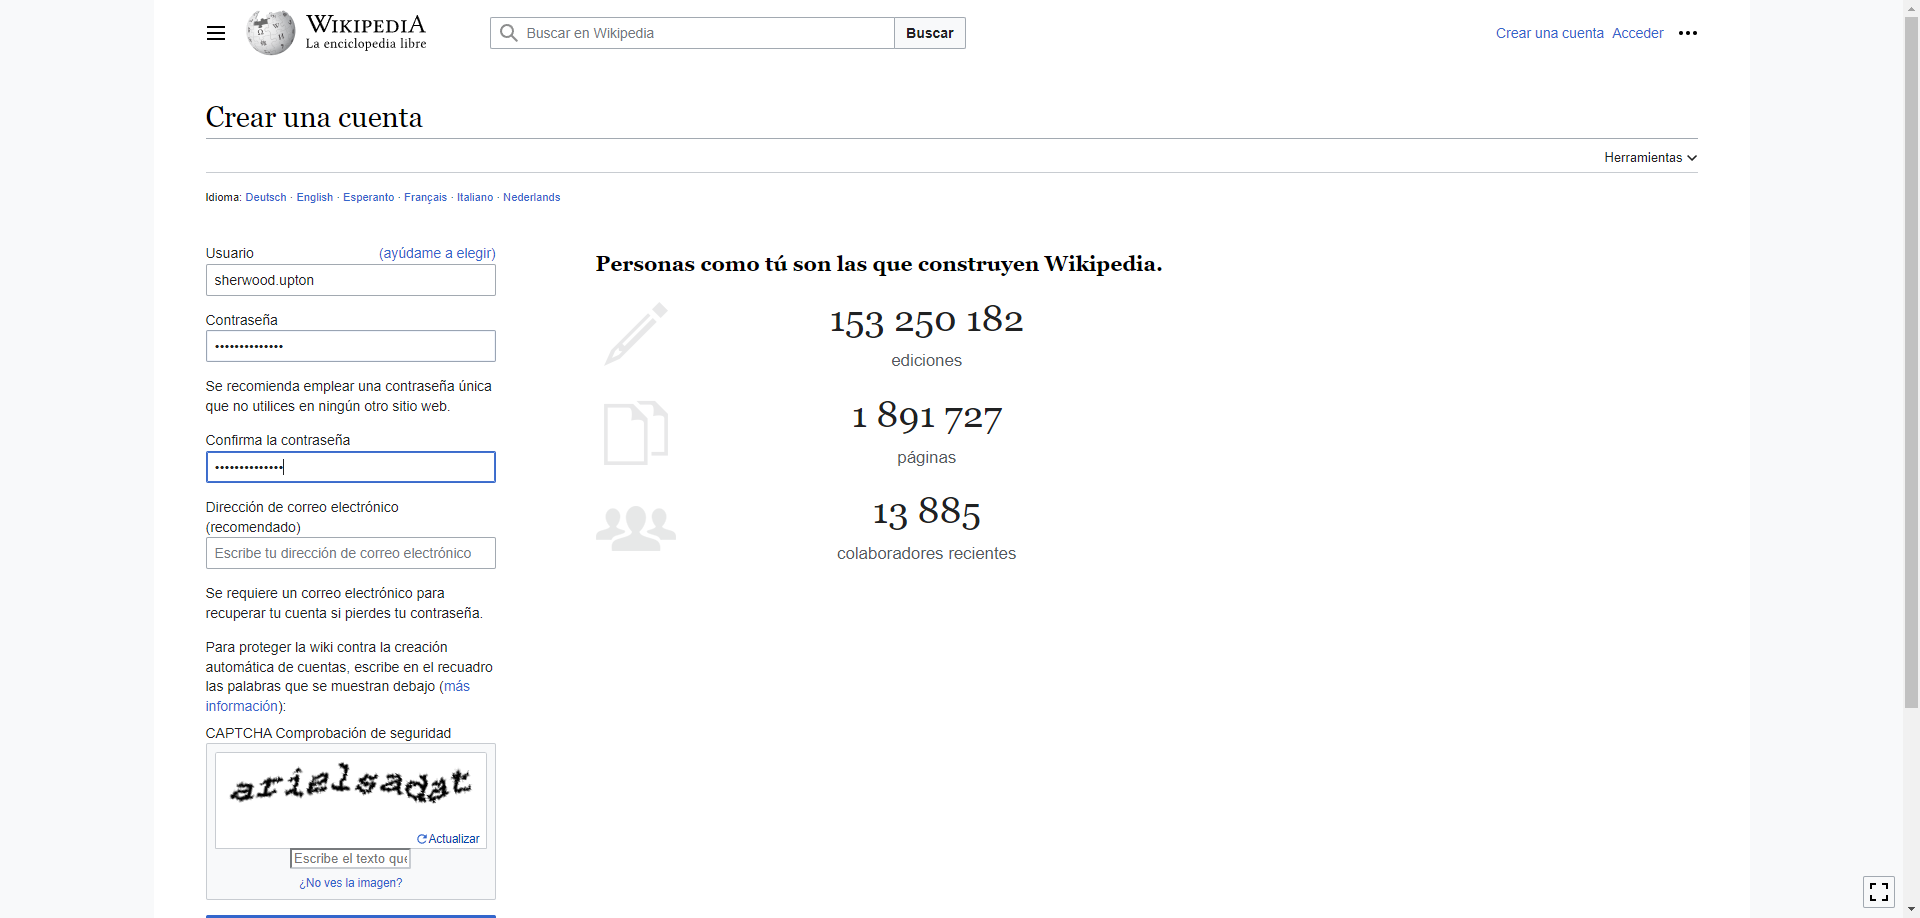 WIKIPEDIA
La enciclopedia libre
Buscar en Wikipedia
Buscar
Crear una cuenta Acceder
Crear una cuenta
Herramientas
Idioma: Deutsch · English · Esperanto · Français · Italiano · Nederlands
Usuario (ayúdame a elegir)
sherwood.upton
Contraseña
••••••••••••••
Se recomienda emplear una contraseña única
que no utilices en ningún otro sitio web.
Confirma la contraseña
••••••••••••••
Dirección de correo electrónico
(recomendado)
Escribe tu dirección de correo electrónico
Se requiere un correo electrónico para
recuperar tu cuenta si pierdes tu contraseña.
Para proteger la wiki contra la creación
automática de cuentas, escribe en el recuadro
las palabras que se muestran debajo (más
información):
CAPTCHA Comprobación de seguridad
arielsadat
Actualizar
Escribe el texto que
¿No ves la imagen?
Personas como tú son las que construyen Wikipedia.
153 250 182
ediciones
1 891 727
páginas
13 885
colaboradores recientes